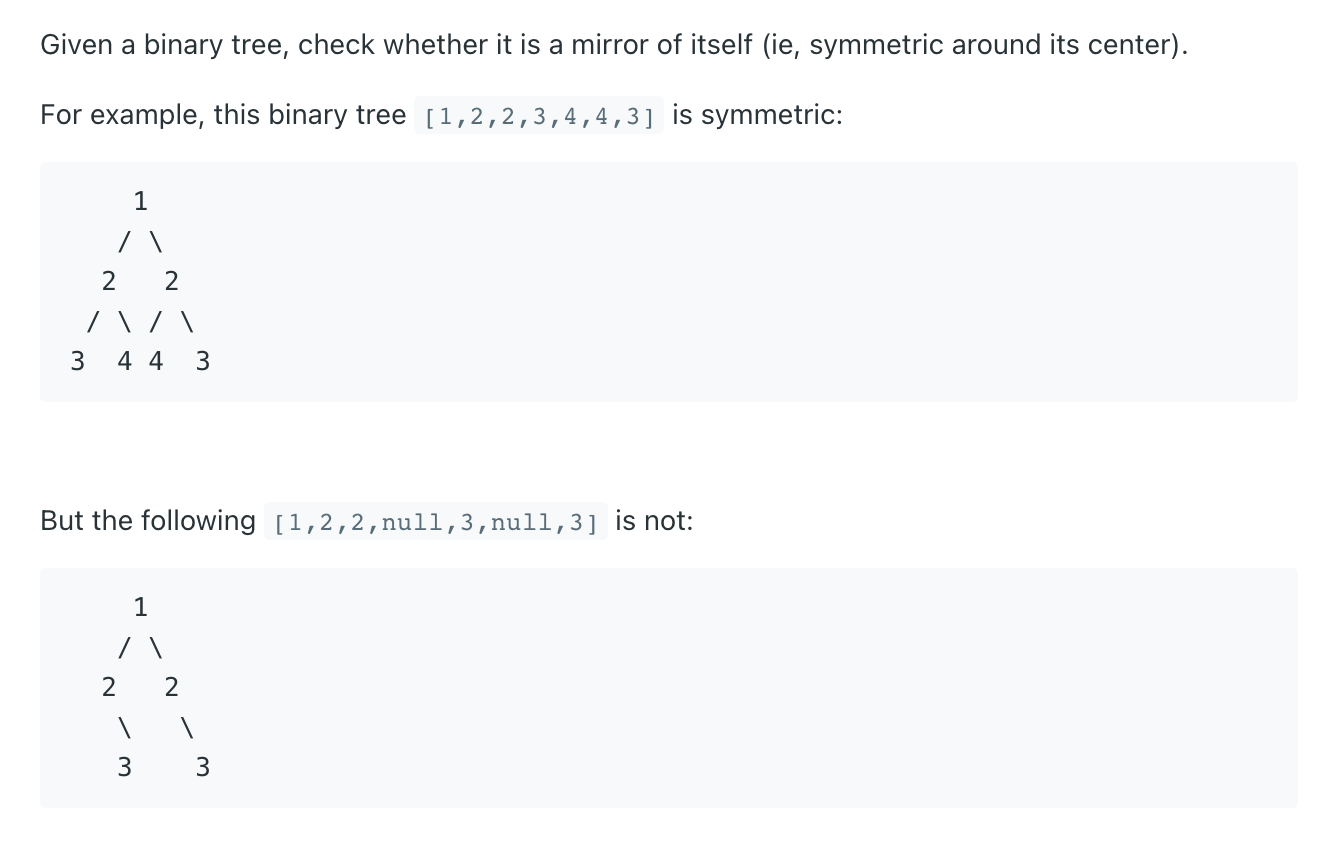 Given a binary tree, check whether it is a mirror of itself (ie, symmetric around its center).
For example, this binary tree [1,2,2,3,4,4,3] is symmetric:
    1
   / \
  2   2
 / \ / \
3  4 4  3
But the following [1,2,2,null,3,null,3] is not:
    1
   / \
  2   2
   \   \
   3    3